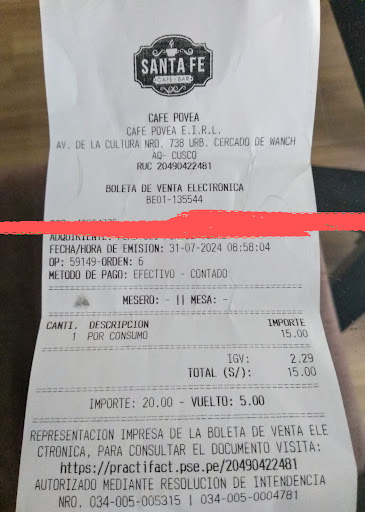 SANTA FE
CAFE - BAR
CAFE POVEA
CAFE POVEA E.I.R.L.
AV. DE LA CULTURA NRO. 738 URB. CERCADO DE WANCH
AQ- CUSCO
RUC 20490422481
BOLETA DE VENTA ELECTRONICA
BE01-135544
ADQUIRIENTE:
FECHA/HORA DE EMISION: 31-07-2024 08:58:04
OP: 59149-ORDEN: 6
METODO DE PAGO: EFECTIVO - CONTADO
MESERO: - || MESA: -
CANTI. DESCRIPCION IMPORTE
1 POR CONSUMO 15.00
IGV: 2.29
TOTAL (S/): 15.00
IMPORTE: 20.00 - VUELTO: 5.00
REPRESENTACION IMPRESA DE LA BOLETA DE VENTA ELE
CTRONICA, PARA CONSULTAR EL DOCUMENTO VISITA:
https://practifact.pse.pe/20490422481
AUTORIZADO MEDIANTE RESOLUCION DE INTENDENCIA
NRO. 034-005-005315 | 034-005-0004781